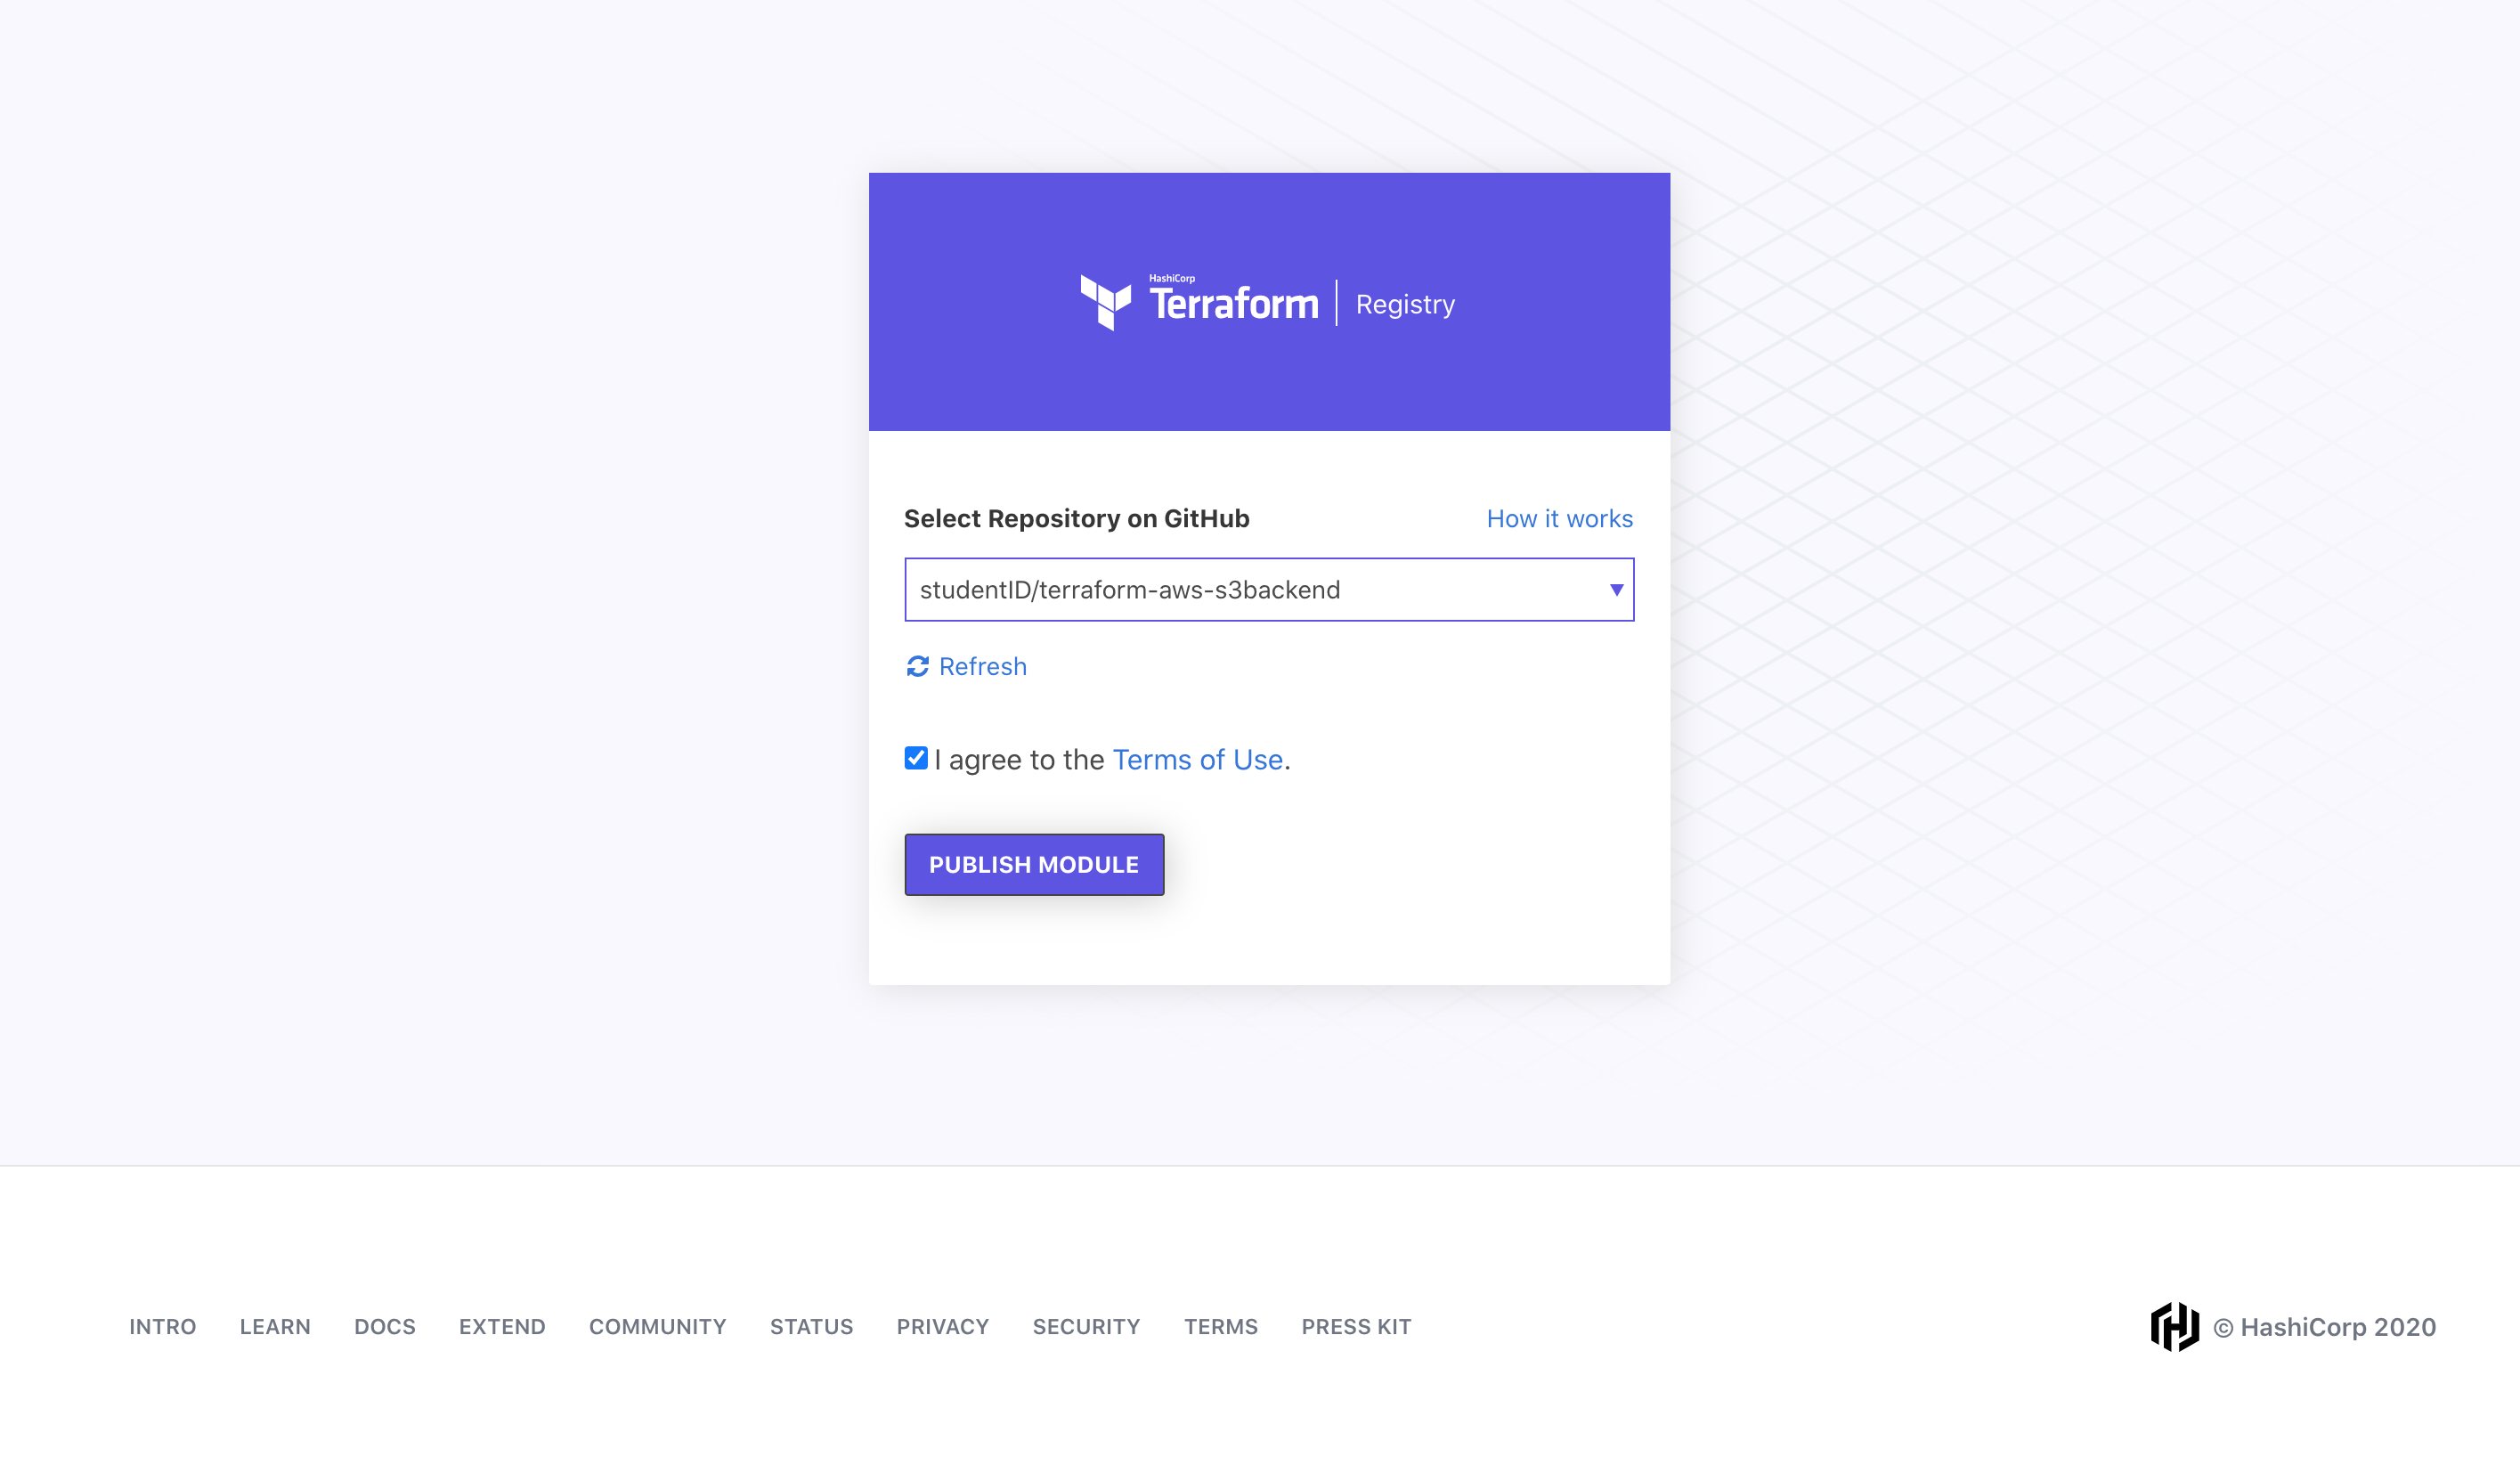 HashiCorp
Terraform | Registry
Select Repository on GitHub How it works
studentID/terraform-aws-s3backend
Refresh
I agree to the Terms of Use.
PUBLISH MODULE
INTRO LEARN DOCS EXTEND COMMUNITY STATUS PRIVACY SECURITY TERMS PRESS KIT © HashiCorp 2020